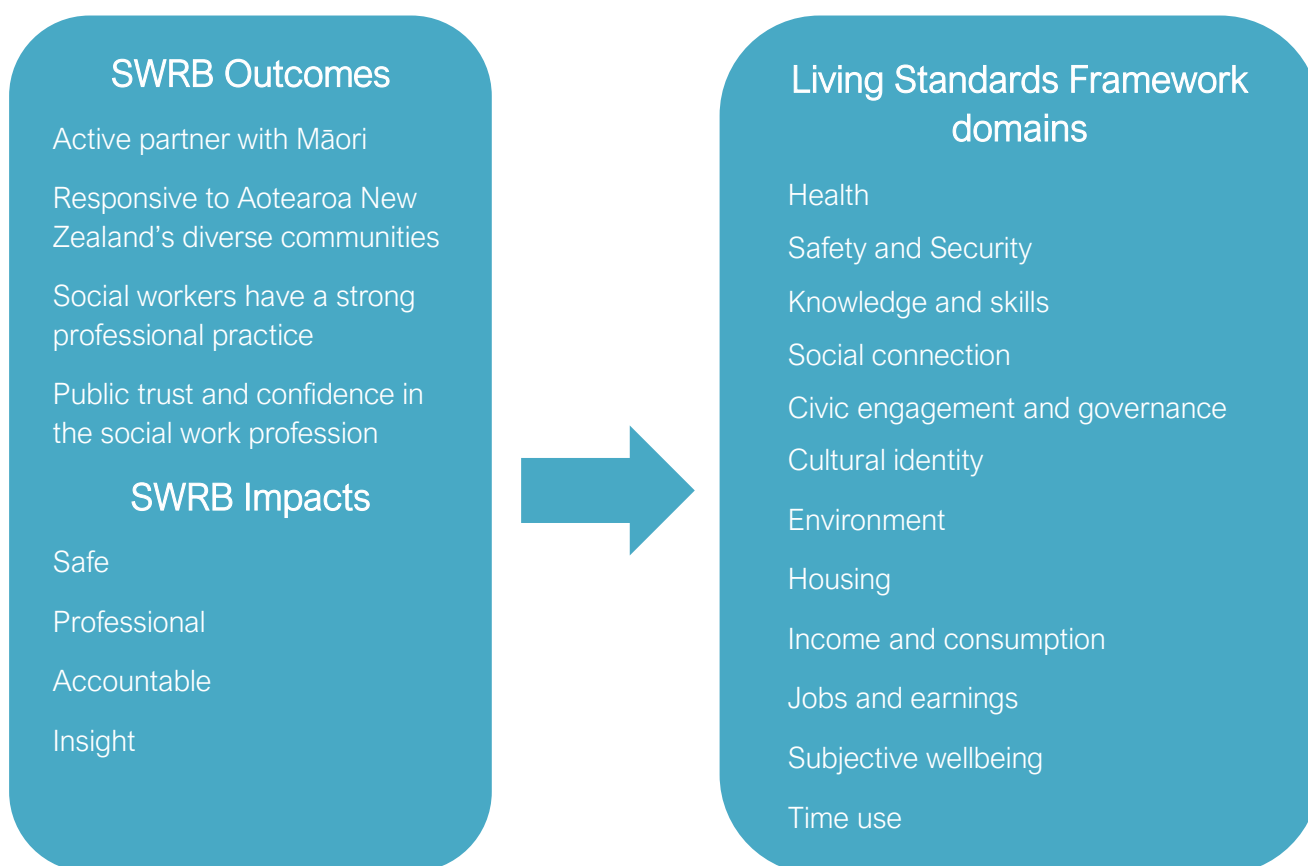 SWRB Outcomes
Active partner with Māori
Responsive to Aotearoa New
Zealand’s diverse communities
Social workers have a strong
professional practice
Public trust and confidence in
the social work profession
SWRB Impacts
Safe
Professional
Accountable
Insight
Living Standards Framework
domains
Health
Safety and Security
Knowledge and skills
Social connection
Civic engagement and governance
Cultural identity
Environment
Housing
Income and consumption
Jobs and earnings
Subjective wellbeing
Time use